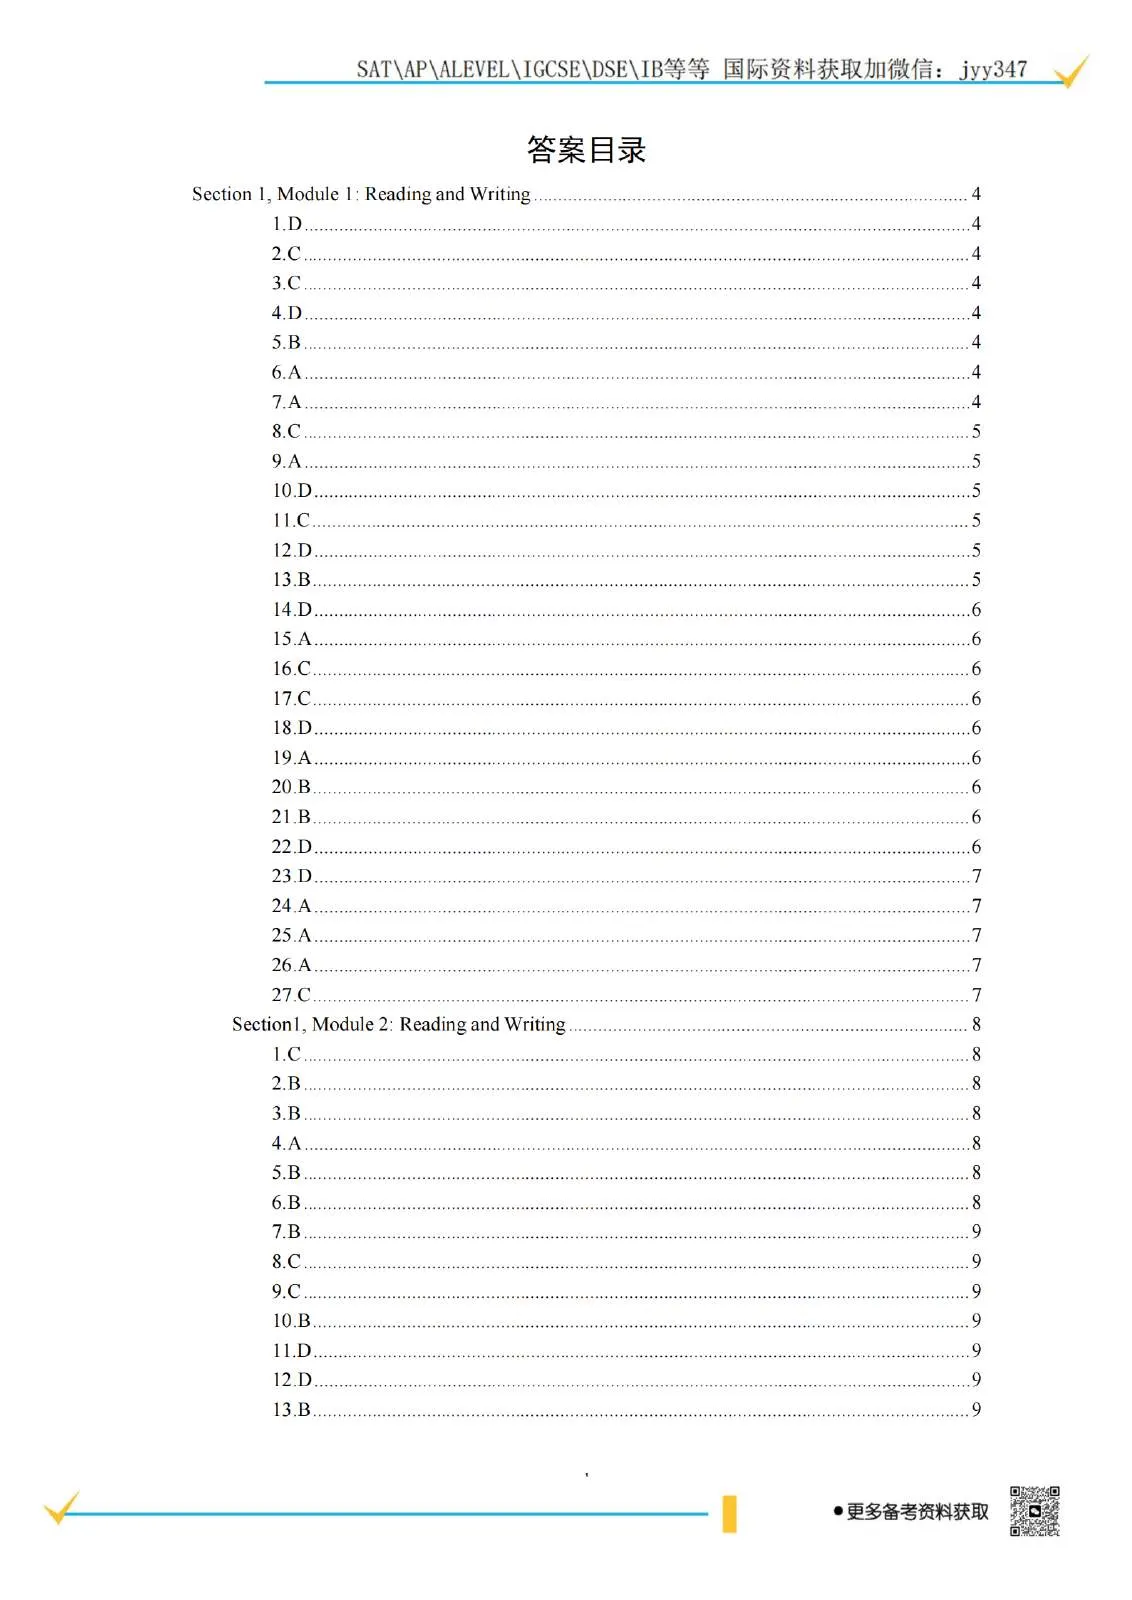 SAT\AP\ALEVEL\IGCSE\DSE\IB等等 国际资料获取加微信：jyy347
答案目录
Section 1, Module 1: Reading and Writing 4
1.D 4
2.C 4
3.C 4
4.D 4
5.B 4
6.A 4
7.A 4
8.C 5
9.A 5
10.D 5
11.C 5
12.D 5
13.B 5
14.D 6
15.A 6
16.C 6
17.C 6
18.D 6
19.A 6
20.B 6
21.B 6
22.D 6
23.D 7
24.A 7
25.A 7
26.A 7
27.C 7
Section1, Module 2: Reading and Writing 8
1.C 8
2.B 8
3.B 8
4.A 8
5.B 8
6.B 8
7.B 9
8.C 9
9.C 9
10.B 9
11.D 9
12.D 9
13.B 9
●更多备考资料获取